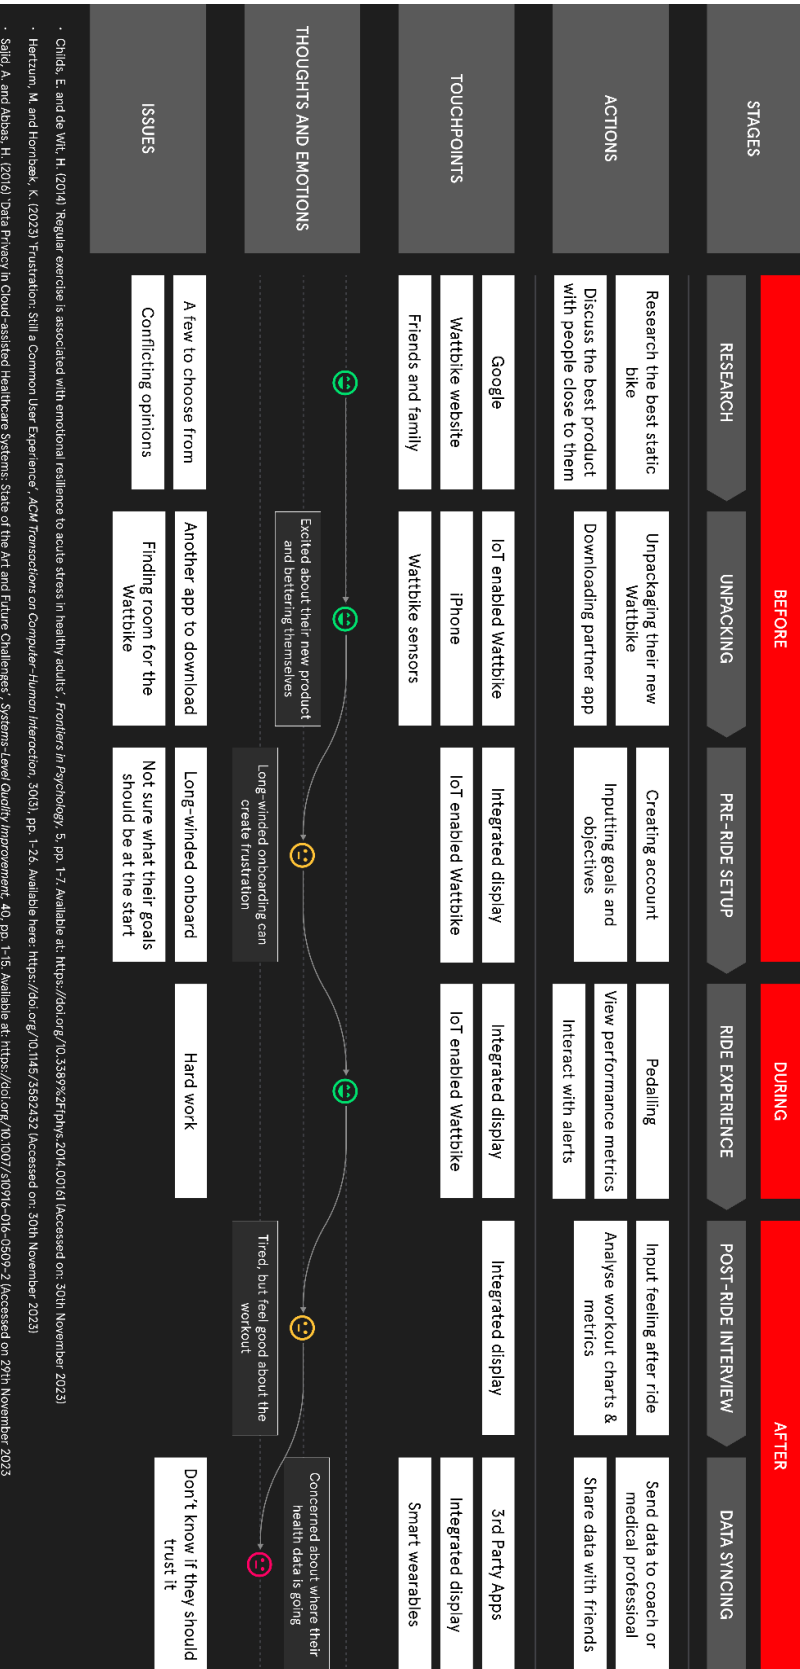 STAGES
BEFORE
DURING
AFTER
RESEARCH
UNPACKING
PRE-RIDE SETUP
RIDE EXPERIENCE
POST-RIDE INTERVIEW
DATA SYNCING
ACTIONS
Research the best static
bike
Discuss the best product
with people close to them
Unpackaging their new
Wattbike
Downloading partner app
Creating account
Inputting goals and
objectives
Pedalling
View performance metrics
Interact with alerts
Input feeling after ride
Analyse workout charts &
metrics
Send data to coach or
medical professioal
Share data with friends
TOUCHPOINTS
Google
Wattbike website
Friends and family
IoT enabled Wattbike
iPhone
Wattbike sensors
Integrated display
IoT enabled Wattbike
Integrated display
IoT enabled Wattbike
Integrated display
3rd Party Apps
Integrated display
Smart wearables
THOUGHTS AND EMOTIONS
Excited about their new product
and bettering themselves
Long-winded onboarding can
create frustration
Tired, but feel good about the
workout
Concerned about where their
health data is going
ISSUES
A few to choose from
Conflicting opinions
Another app to download
Finding room for the
Wattbike
Long-winded onboard
Not sure what their goals
should be at the start
Hard work
Don't know if they should
trust it
• Childs, E. and de Wit, H. (2014) 'Regular exercise is associated with emotional resilience to acute stress in healthy adults', Frontiers in Psychology, 5, pp. 1-7. Available at: https://doi.org/10.3389%2Ffphys.2014.00161 (Accessed on: 30th November 2023)
• Hertzum, M. and Hornbæk, K. (2023) 'Frustration: Still a Common User Experience', ACM Transactions on Computer-Human Interaction, 30(3), pp. 1-26. Available here: https://doi.org/10.1145/3582432 (Accessed on: 30th November 2023)
• Sajid, A. and Abbas, H. (2016) 'Data Privacy in Cloud-assisted Healthcare Systems: State of the Art and Future Challenges', Systems-Level Quality Improvement, 40, pp. 1-15. Available at: https://doi.org/10.1007/s10916-016-0509-2 (Accessed on 29th November 2023